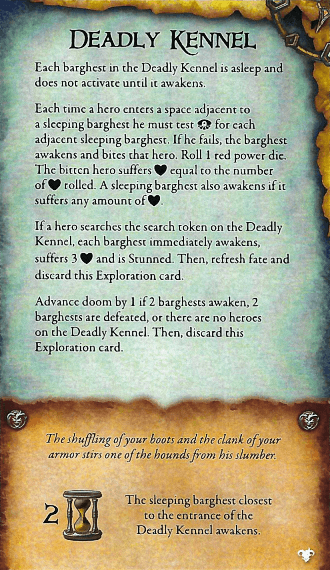 DEADLY KENNEL
Each barghest in the Deadly Kennel is asleep and
does not activate until it awakens.
Each time a hero enters a space adjacent to
a sleeping barghest he must test for each
adjacent sleeping barghest. If he fails, the barghest
awakens and bites that hero. Roll 1 red power die.
The bitten hero suffers equal to the number
of rolled. A sleeping barghest also awakens if it
suffers any amount of .
If a hero searches the search token on the Deadly
Kennel, each barghest immediately awakens,
suffers 3 and is Stunned. Then, refresh fate and
discard this Exploration card.
Advance doom by 1 if 2 barghests awaken, 2
barghests are defeated, or there are no heroes
on the Deadly Kennel. Then, discard this
Exploration card.
The shuffling of your boots and the clank of your
armor stirs one of the hounds from his slumber.
2
The sleeping barghest closest
to the entrance of the
Deadly Kennel awakens.